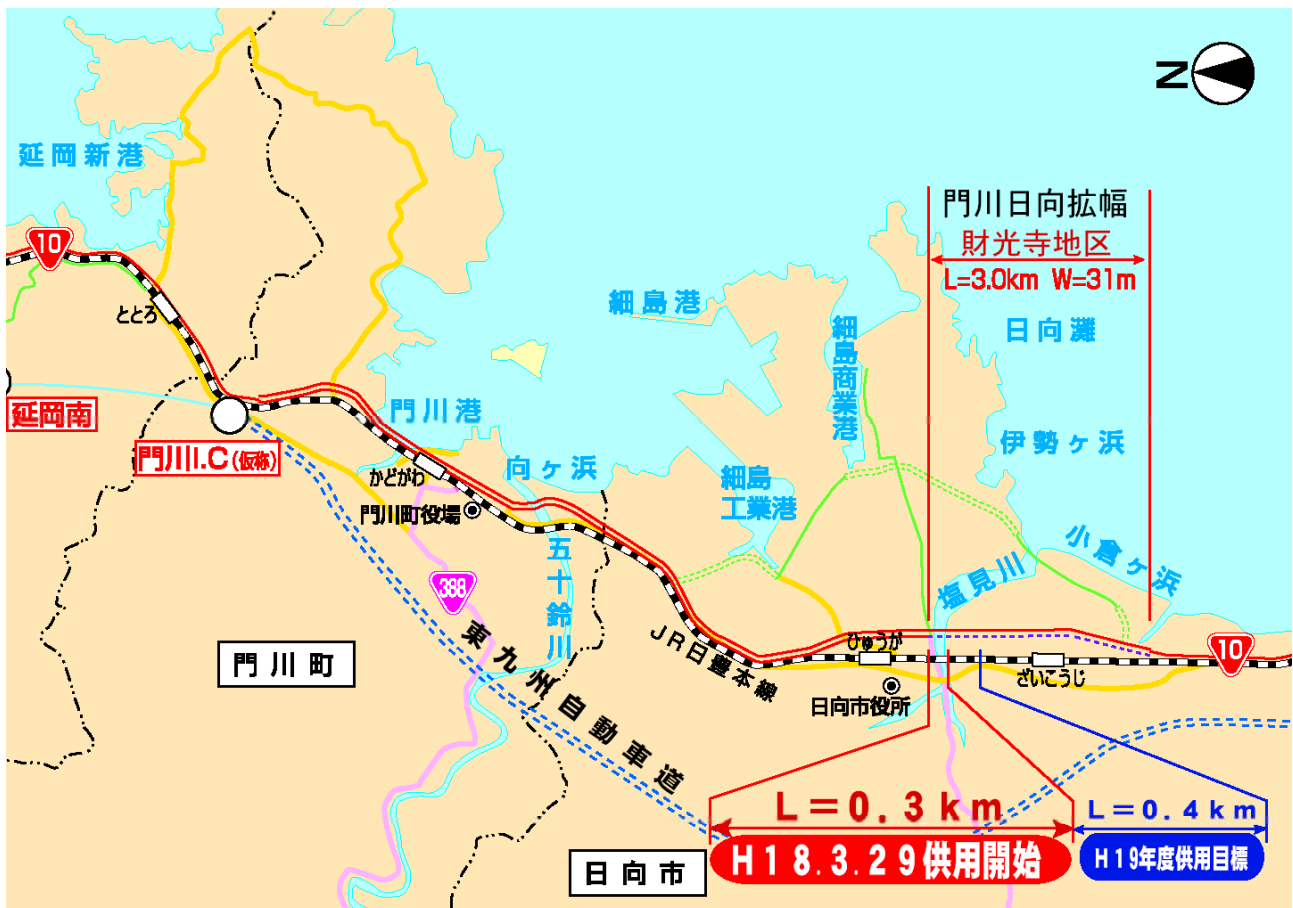 N
延岡新港
10
ととろ
延岡南
門川I.C(仮称)
門川港
かどがわ
門川町役場
向ヶ浜
388
五十鈴川
門川町
東九州自動車道
細島港
細島
工業港
細島商業港
門川日向拡幅
財光寺地区
L=3.0km W=31m
日向灘
伊勢ヶ浜
小倉ヶ浜
塩見川
JR日豊本線
ひゅうが
日向市役所
ざいこうじ
10
日向市
L=0.3km
H18.3.29供用開始
L=0.4km
H19年度供用目標